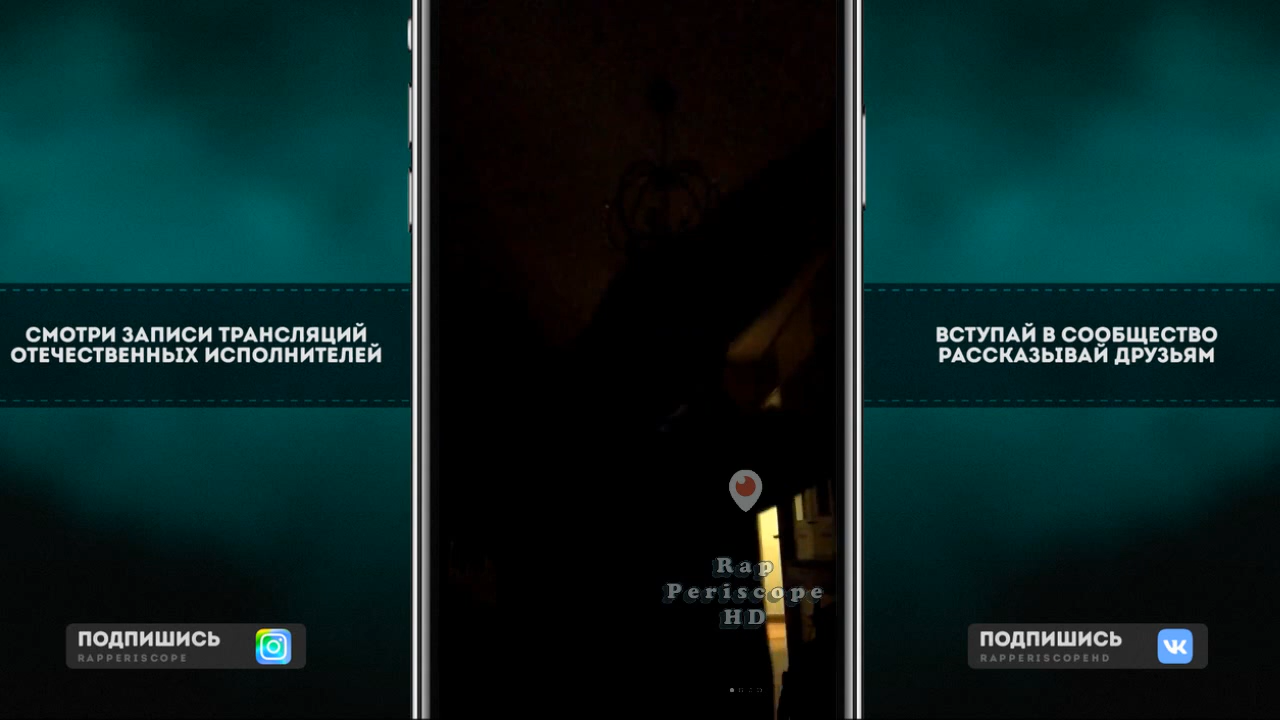 СМОТРИ ЗАПИСИ ТРАНСЛЯЦИЙ
ОТЕЧЕСТВЕННЫХ ИСПОЛНИТЕЛЕЙ
ВСТУПАЙ В СООБЩЕСТВО
РАССКАЗЫВАЙ ДРУЗЬЯМ
Rap
Periscope
HD
ПОДПИШИСЬ
RAPPERISCOPE
ПОДПИШИСЬ
RAPPERISCOPEHD